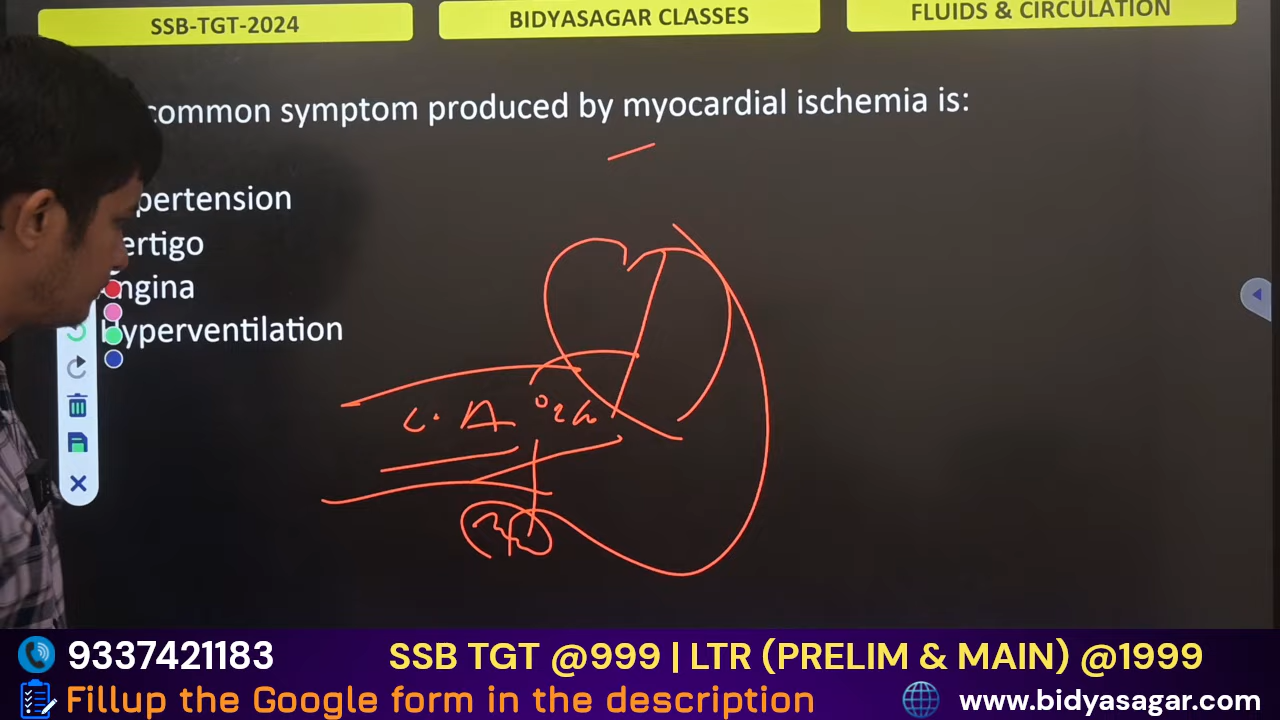 SSB-TGT-2024
BIDYASAGAR CLASSES
FLUIDS & CIRCULATION
common symptom produced by myocardial ischemia is:
pertension
ertigo
ngina
yperventilation
C. A
9337421183
SSB TGT @999 | LTR (PRELIM & MAIN) @1999
Fillup the Google form in the description
www.bidyasagar.com